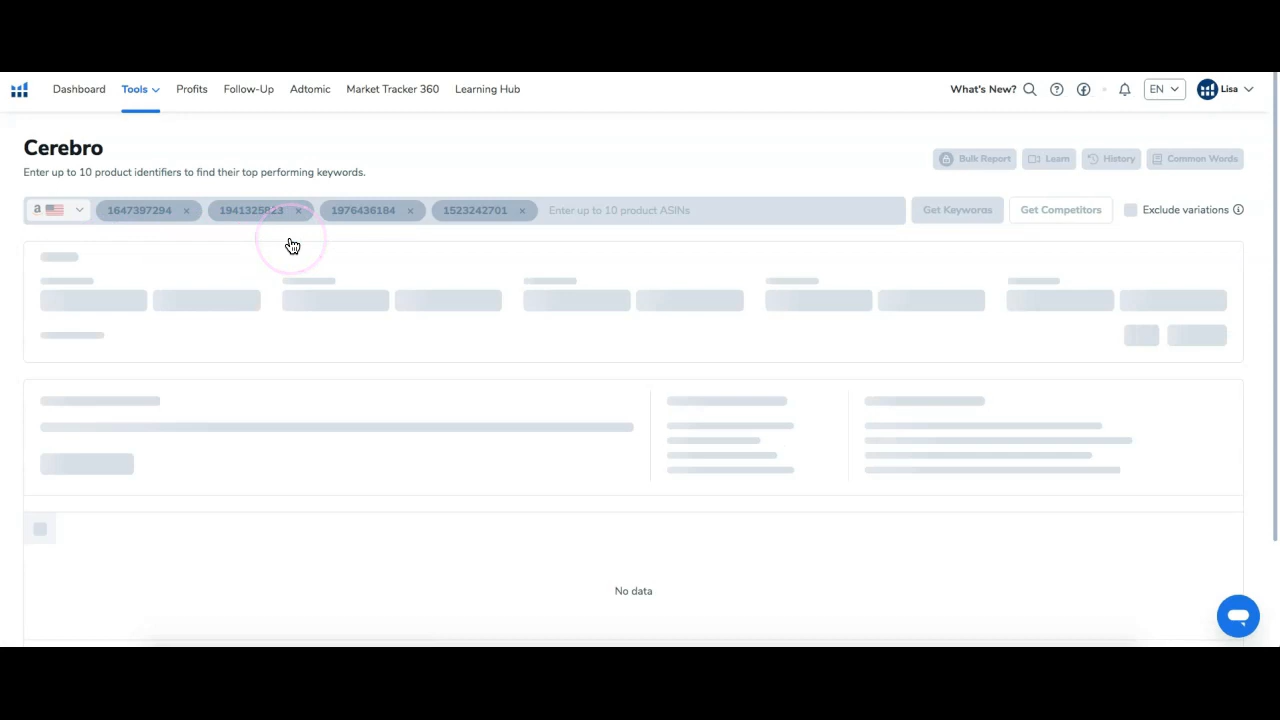 Dashboard Tools Profits Follow-Up Adtomic Market Tracker 360 Learning Hub What's New? EN Lisa
Cerebro
Enter up to 10 product identifiers to find their top performing keywords.
Bulk Report Learn History Common Words
a 1647397294 × 1941325823 × 1976436184 × 1523242701 × Enter up to 10 product ASINs Get Keywords Get Competitors Exclude variations
No data